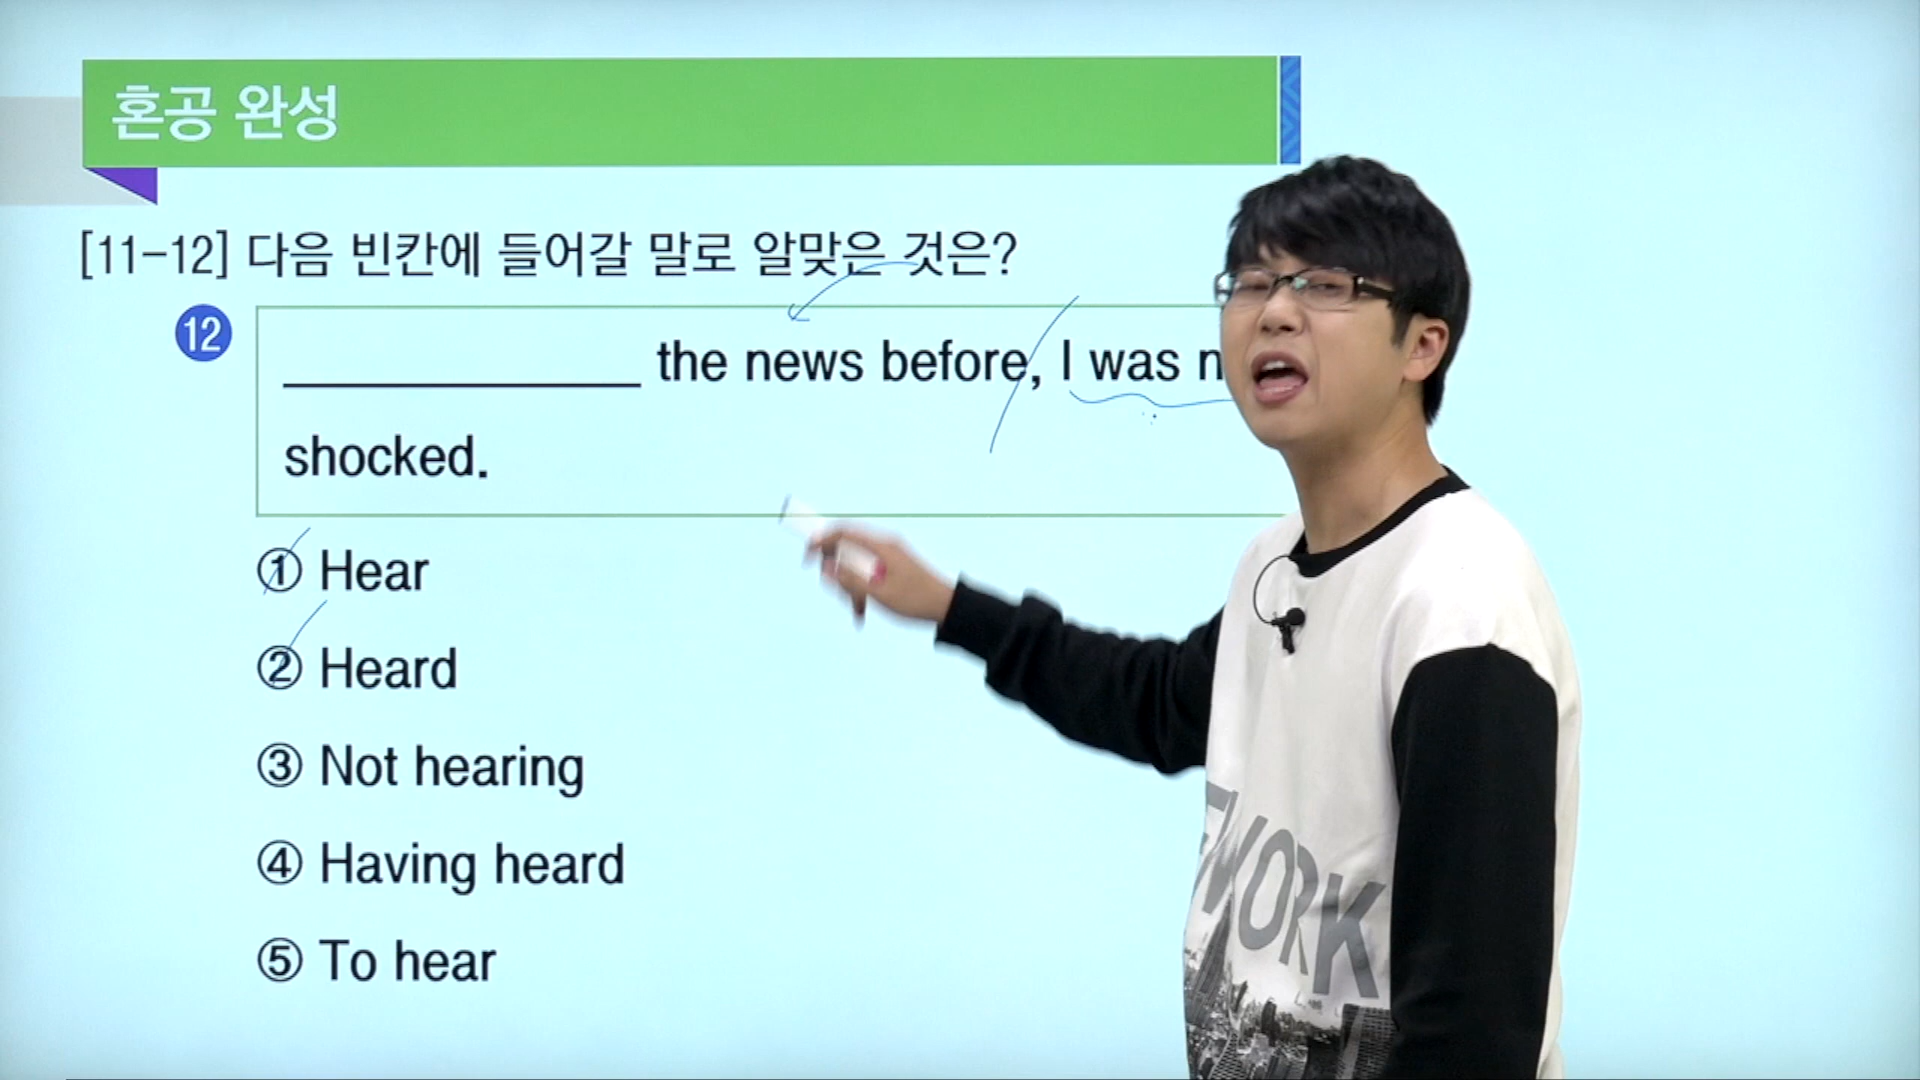 혼공 완성
[11-12] 다음 빈칸에 들어갈 말로 알맞은 것은?
12
the news before, I was
shocked.
① Hear
② Heard
③ Not hearing
④ Having heard
⑤ To hear
WORK